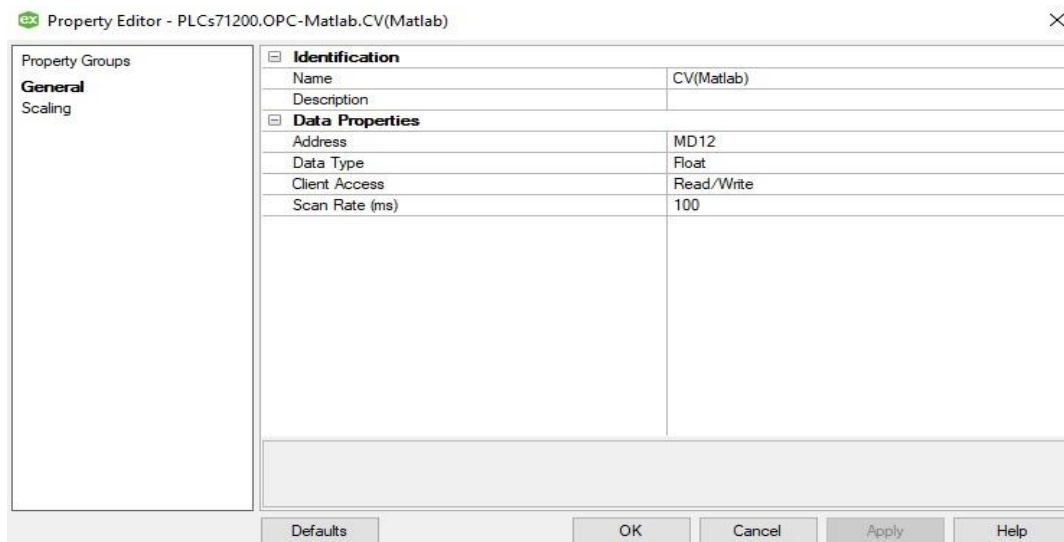 ex Property Editor - PLCs71200.OPC-Matlab.CV(Matlab)
Property Groups
General
Scaling
Identification
Name CV(Matlab)
Description
Data Properties
Address MD12
Data Type Float
Client Access Read/Write
Scan Rate (ms) 100
Defaults OK Cancel Apply Help